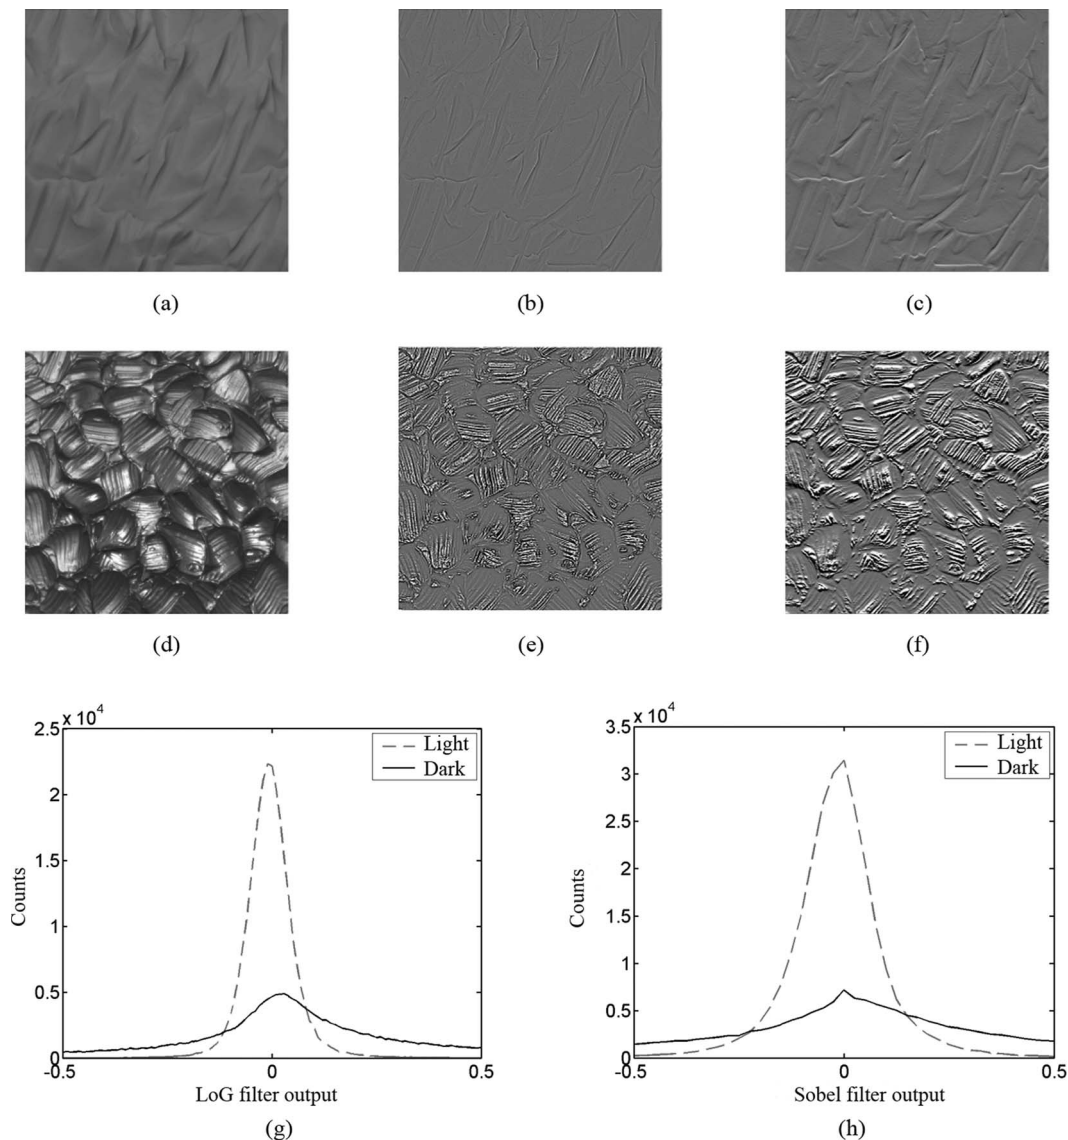 (a)
(b)
(c)
(d)
(e)
(f)
x 10^4
2.5
2
1.5
1
0.5
0
-0.5
0
0.5
Counts
Light
Dark
LoG filter output
(g)
x 10^4
3.5
3
2.5
2
1.5
1
0.5
0
-0.5
0
0.5
Counts
Light
Dark
Sobel filter output
(h)